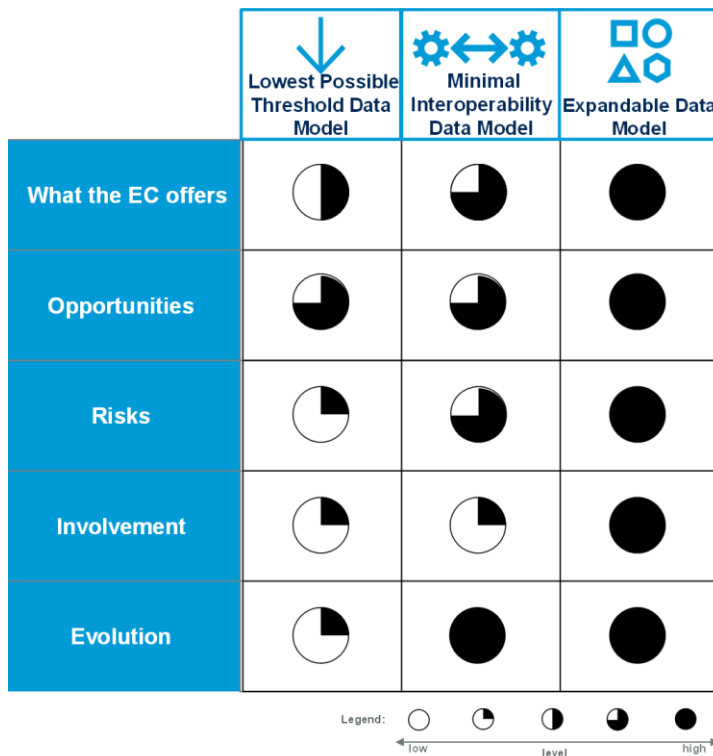 Lowest Possible
Threshold Data
Model
Minimal
Interoperability
Data Model
Expandable Data
Model
What the EC offers
Opportunities
Risks
Involvement
Evolution
Legend:
low
level
high